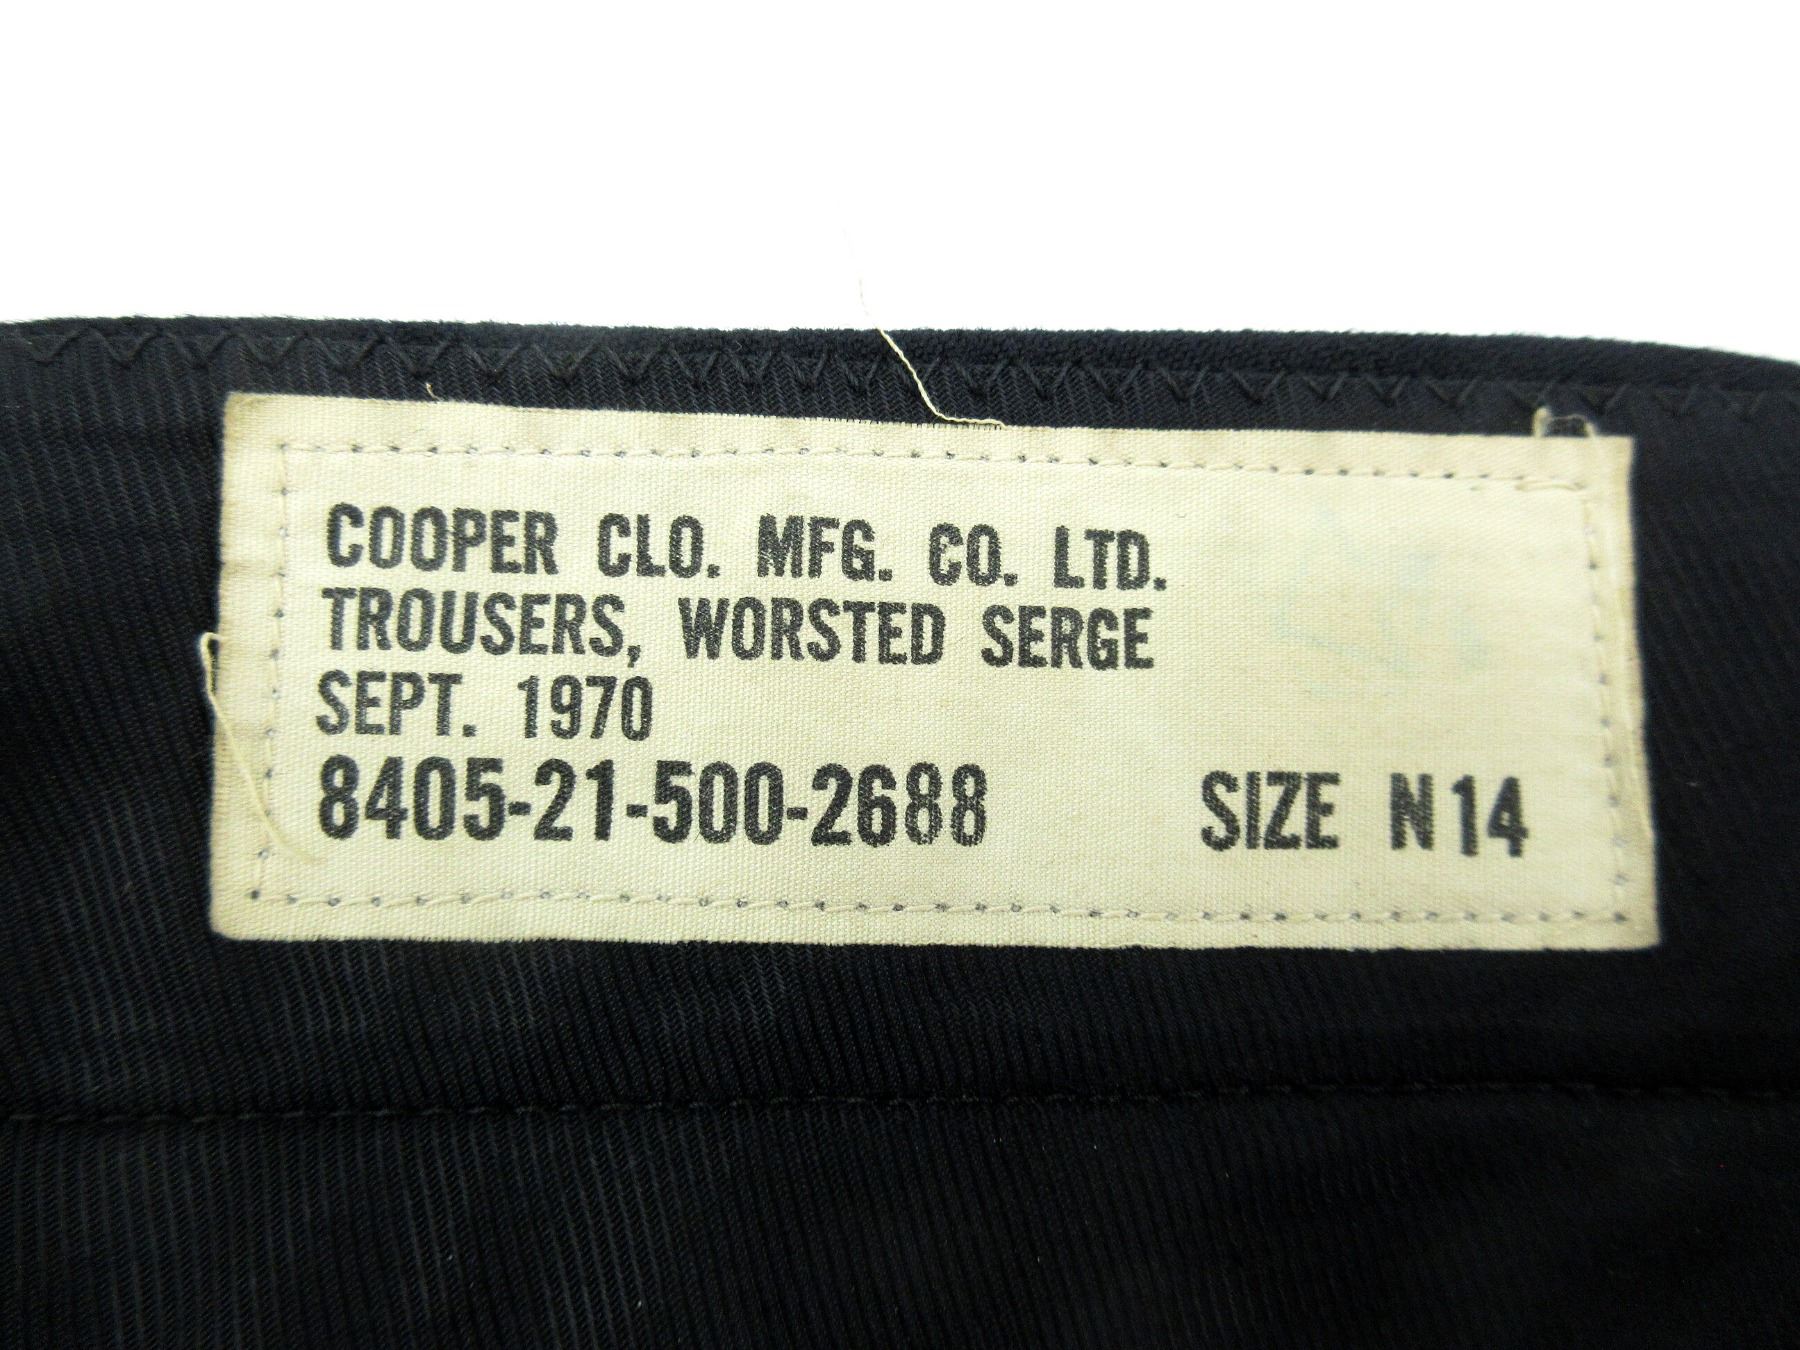 COOPER CLO. MFG. CO. LTD.
TROUSERS, WORSTED SERGE
SEPT. 1970
8405-21-500-2688 SIZE N14